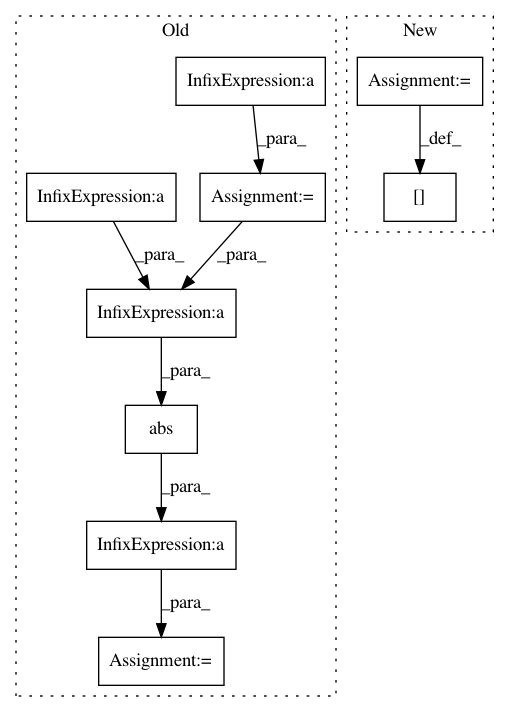 Old
New
InfixExpression:a
Assignment:=
_para_
_def_
InfixExpression:a
Assignment:=
[]
_para_
_para_
InfixExpression:a
_para_
abs
_para_
InfixExpression:a
_para_
Assignment:=